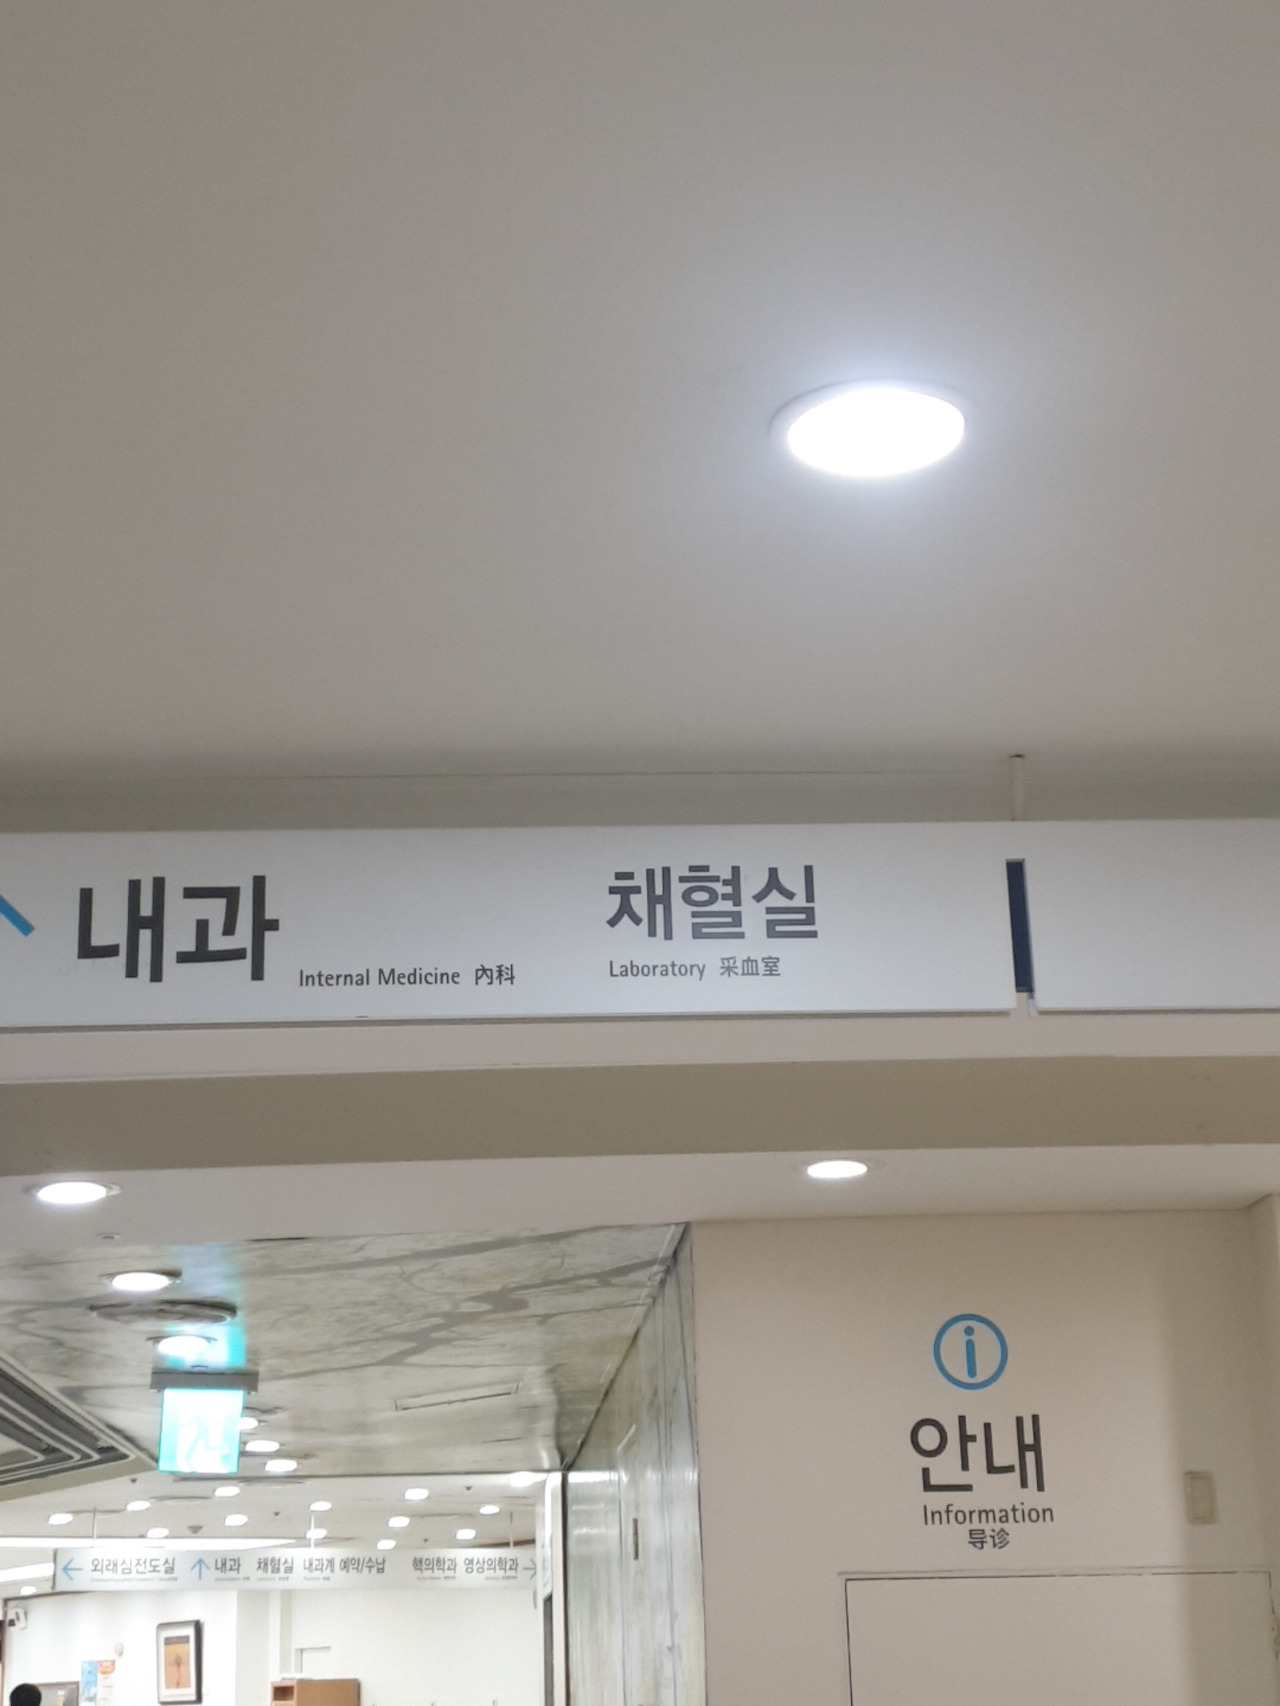 내과 Internal Medicine 內科
채혈실
Laboratory 采血室
i
안내
Information
导诊
← 외래심전도실 ↑ 내과 채혈실 내과계 예약/수납 핵의학과 영상의학과 →